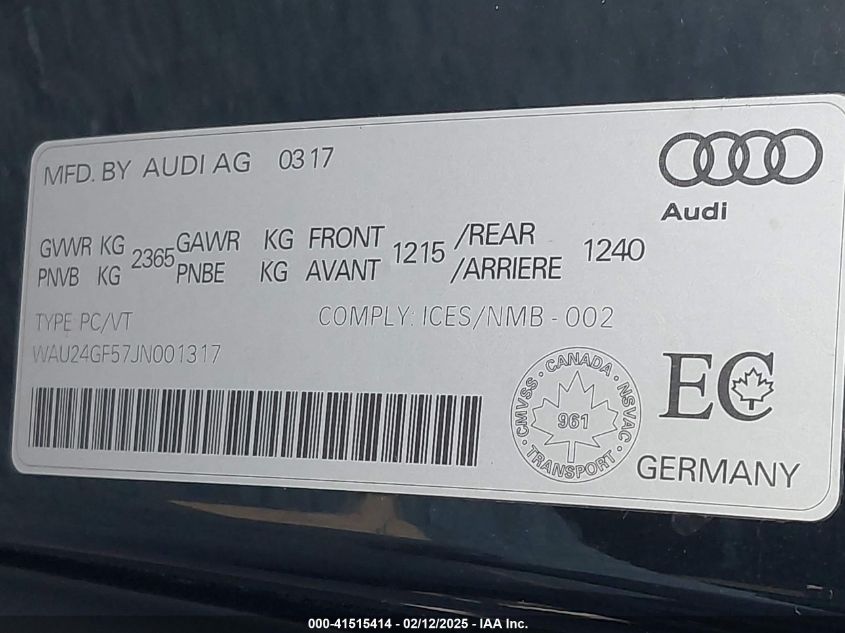 MFD. BY AUDI AG 0317
Audi
GVWR KG 2365 GAWR KG FRONT 1215 /REAR 1240
PNVB KG PNBE KG AVANT /ARRIERE
TYPE PC/VT COMPLY: ICES/NMB - 002
WAU24GF57JN001317
CMVSS · CANADA · NSVAC · TRANSPORT ·
961
EC
GERMANY
000-41515414 - 02/12/2025 - IAA Inc.